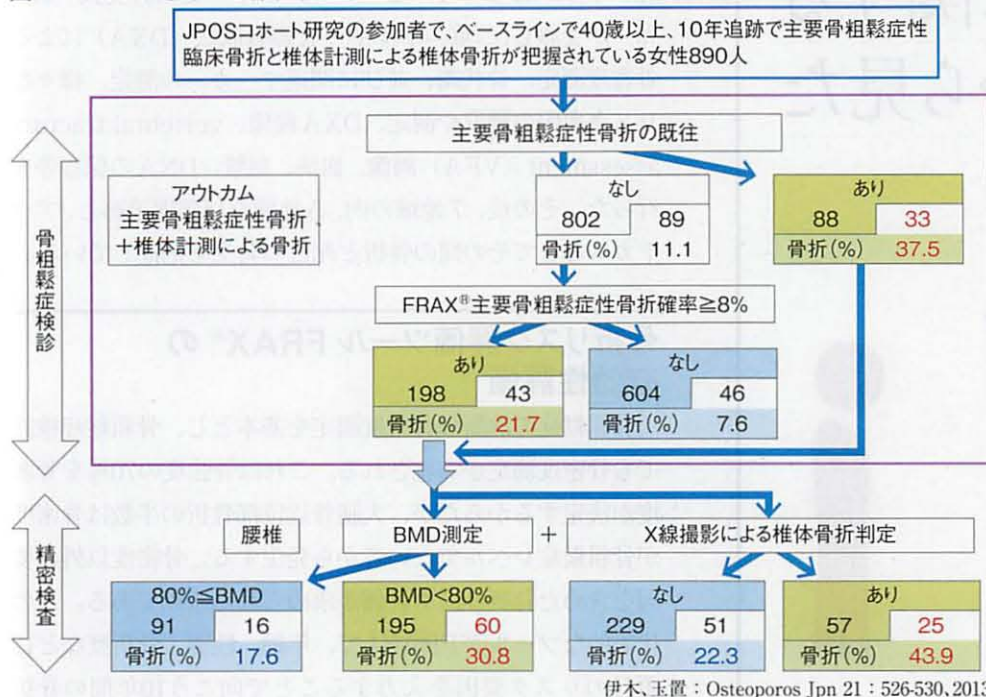 JPOSコホート研究の参加者で、ベースラインで40歳以上、10年追跡で主要骨粗鬆症性
臨床骨折と椎体計測による椎体骨折が把握されている女性890人
骨粗鬆症検診
主要骨粗鬆症性骨折の既往
アウトカム
主要骨粗鬆症性骨折
＋椎体計測による骨折
なし
802 89
骨折(%) 11.1
あり
88 33
骨折(%) 37.5
FRAX®主要骨粗鬆症性骨折確率≧8%
あり
198 43
骨折(%) 21.7
なし
604 46
骨折(%) 7.6
精密検査
腰椎 BMD測定 + X線撮影による椎体骨折判定
80%≦BMD
91 16
骨折(%) 17.6
BMD<80%
195 60
骨折(%) 30.8
なし
229 51
骨折(%) 22.3
あり
57 25
骨折(%) 43.9
伊木、玉置：Osteoporos Jpn 21：526-530, 2013